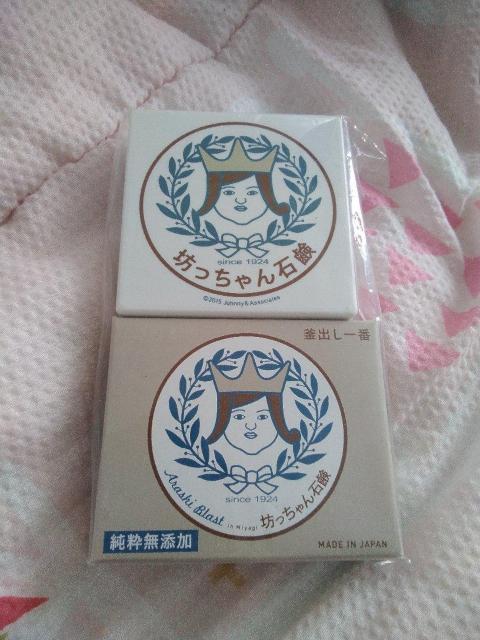 since 1924
坊っちゃん石鹸
©2015 Johnny & Associates
釜出し一番
since 1924
Arashi Blast in Miyagi 坊っちゃん石鹸
純粋無添加
MADE IN JAPAN